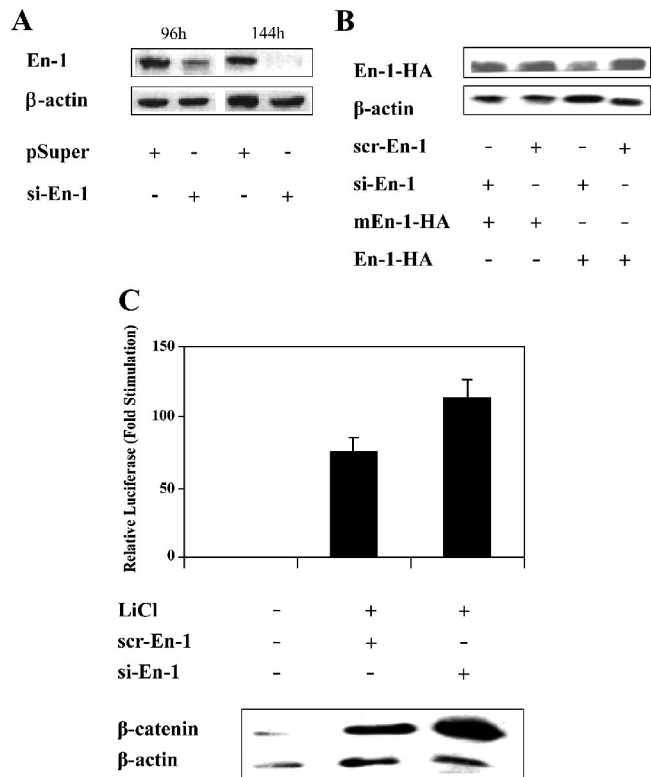 A
96h 144h
En-1
β-actin
pSuper + - + -
si-En-1 - + - +
B
En-1-HA
β-actin
scr-En-1 - + - +
si-En-1 + - + -
mEn-1-HA + + - -
En-1-HA - - + +
C
Relative Luciferase (Fold Stimulation)
150
100
50
0
LiCl - + +
scr-En-1 - + -
si-En-1 - - +
β-catenin
β-actin